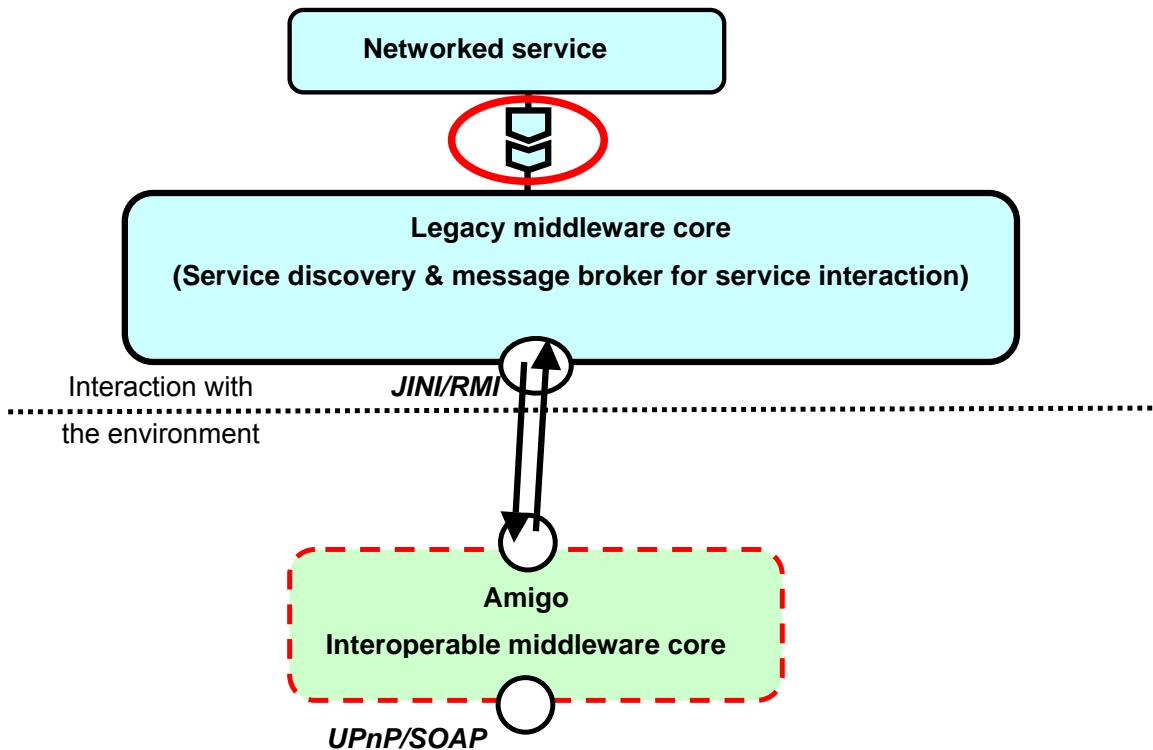 Networked service
Legacy middleware core
(Service discovery & message broker for service interaction)
Interaction with
JINI/RMI
the environment
Amigo
Interoperable middleware core
UPnP/SOAP